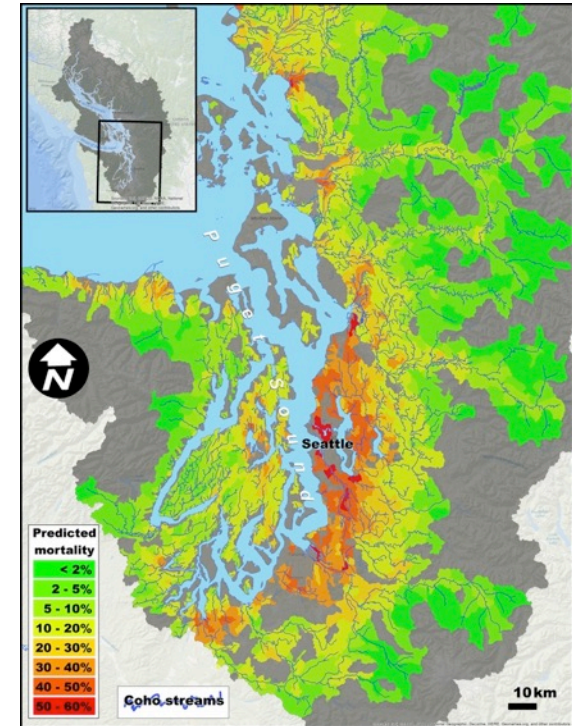 Puget Sound
N
Seattle
Predicted
mortality
< 2%
2 - 5%
5 - 10%
10 - 20%
20 - 30%
30 - 40%
40 - 50%
50 - 60%
Coho streams
10 km